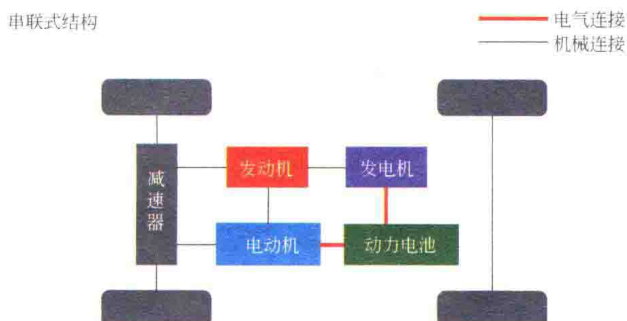 串联式结构
电气连接
机械连接
减速器
发动机
发电机
电动机
动力电池